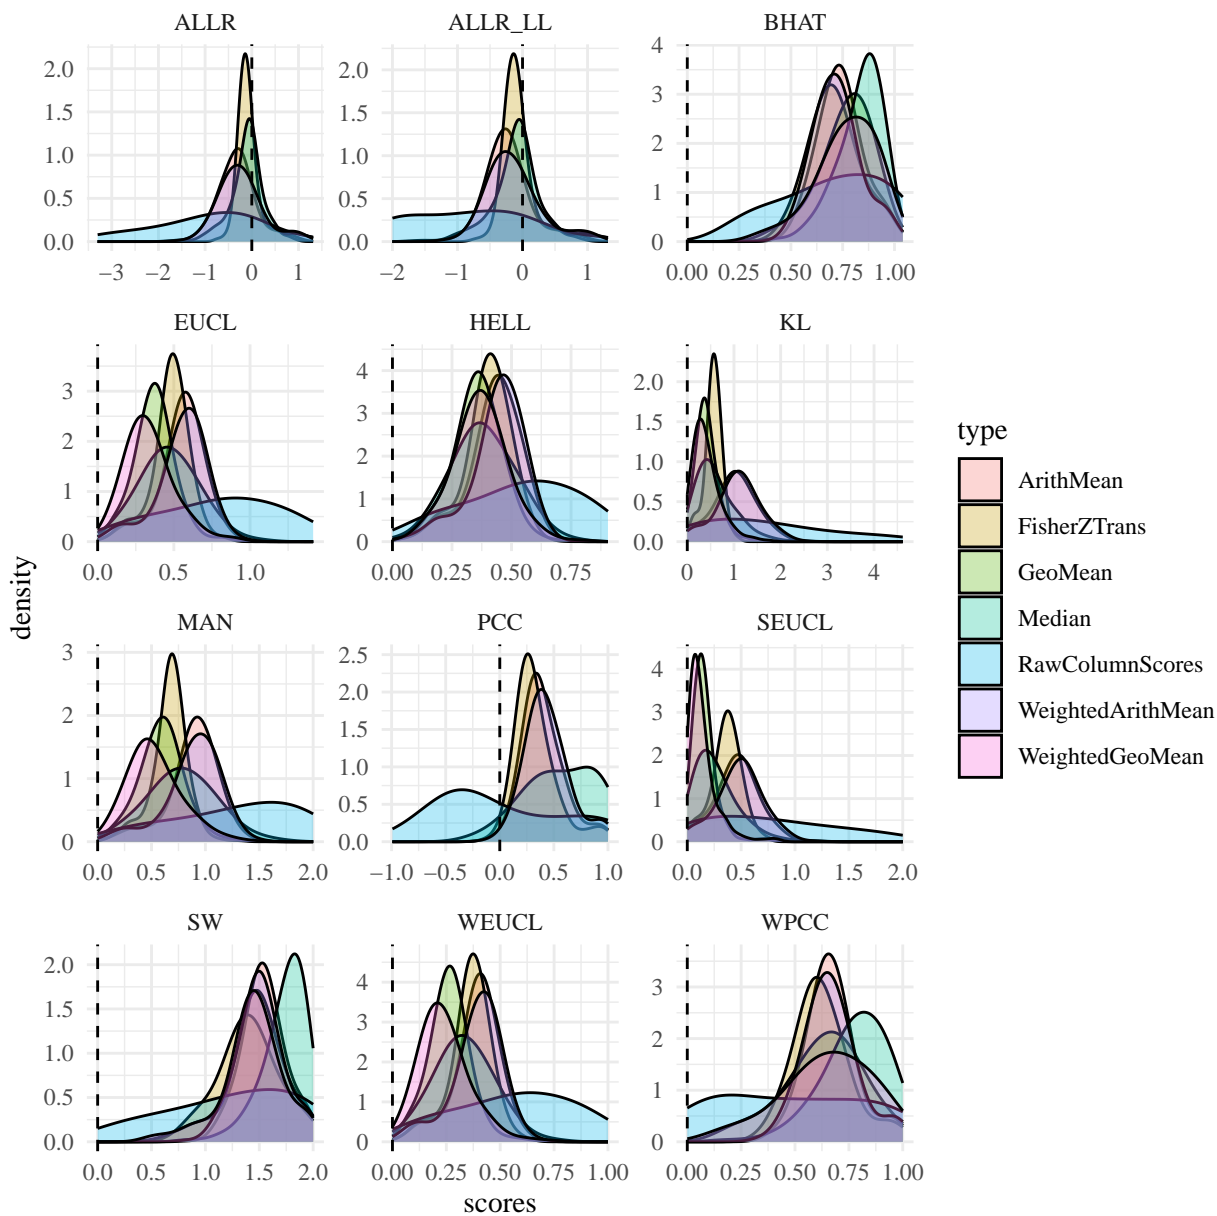 ALLR ALLR_LL BHAT
2.0 1.5 1.0 0.5 0.0
−3 −2 −1 0 1
2.0 1.5 1.0 0.5 0.0
−2 −1 0 1
4 3 2 1 0
0.00 0.25 0.50 0.75 1.00
EUCL HELL KL
3 2 1 0
0.0 0.5 1.0
4 3 2 1 0
0.00 0.25 0.50 0.75
2.0 1.5 1.0 0.5 0.0
0 1 2 3 4
MAN PCC SEUCL
3 2 1 0
0.0 0.5 1.0 1.5 2.0
2.5 2.0 1.5 1.0 0.5 0.0
−1.0 −0.5 0.0 0.5 1.0
4 3 2 1 0
0.0 0.5 1.0 1.5 2.0
SW WEUCL WPCC
2.0 1.5 1.0 0.5 0.0
0.0 0.5 1.0 1.5 2.0
4 3 2 1 0
0.00 0.25 0.50 0.75 1.00
3 2 1 0
0.00 0.25 0.50 0.75 1.00
density
scores
type
ArithMean
FisherZTrans
GeoMean
Median
RawColumnScores
WeightedArithMean
WeightedGeoMean